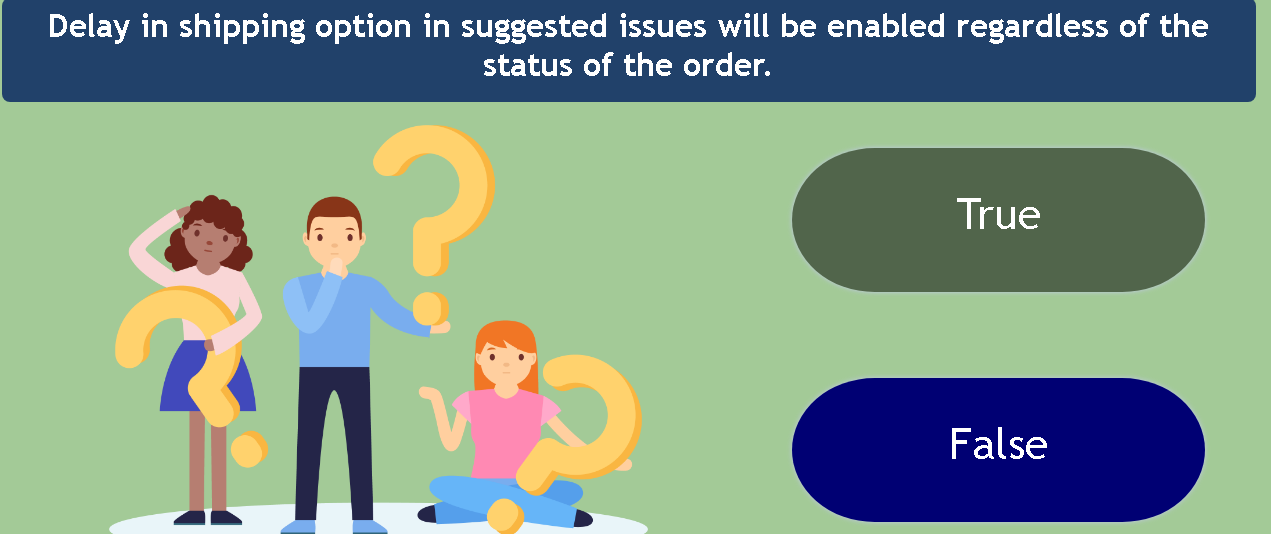 Delay in shipping option in suggested issues will be enabled regardless of the
status of the order.
True
False